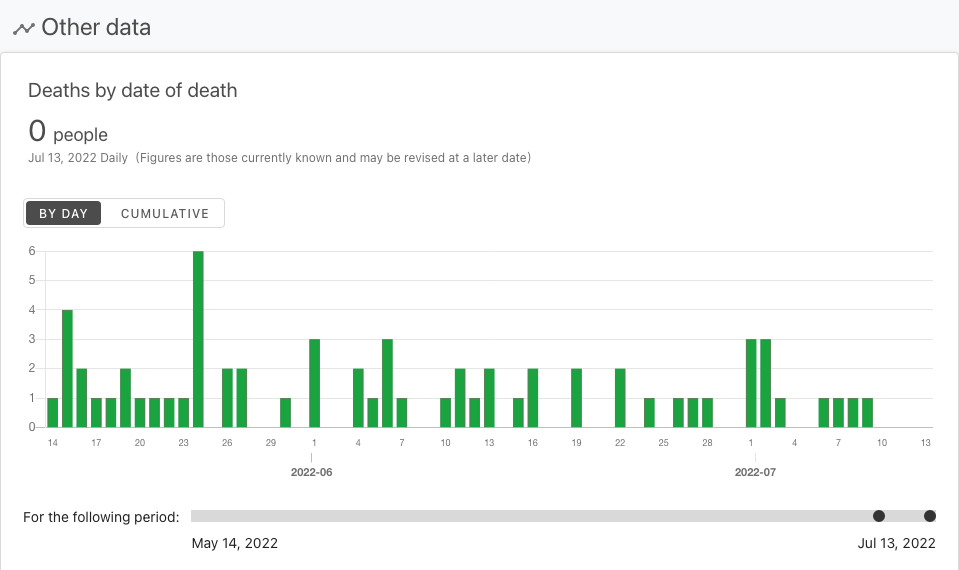 Other data
Deaths by date of death
0 people
Jul 13, 2022 Daily (Figures are those currently known and may be revised at a later date)
BY DAY CUMULATIVE
6
5
4
3
2
1
0
14 17 20 23 26 29 1 4 7 10 13 16 19 22 25 28 1 4 7 10 13
2022-06 2022-07
For the following period:
May 14, 2022 Jul 13, 2022